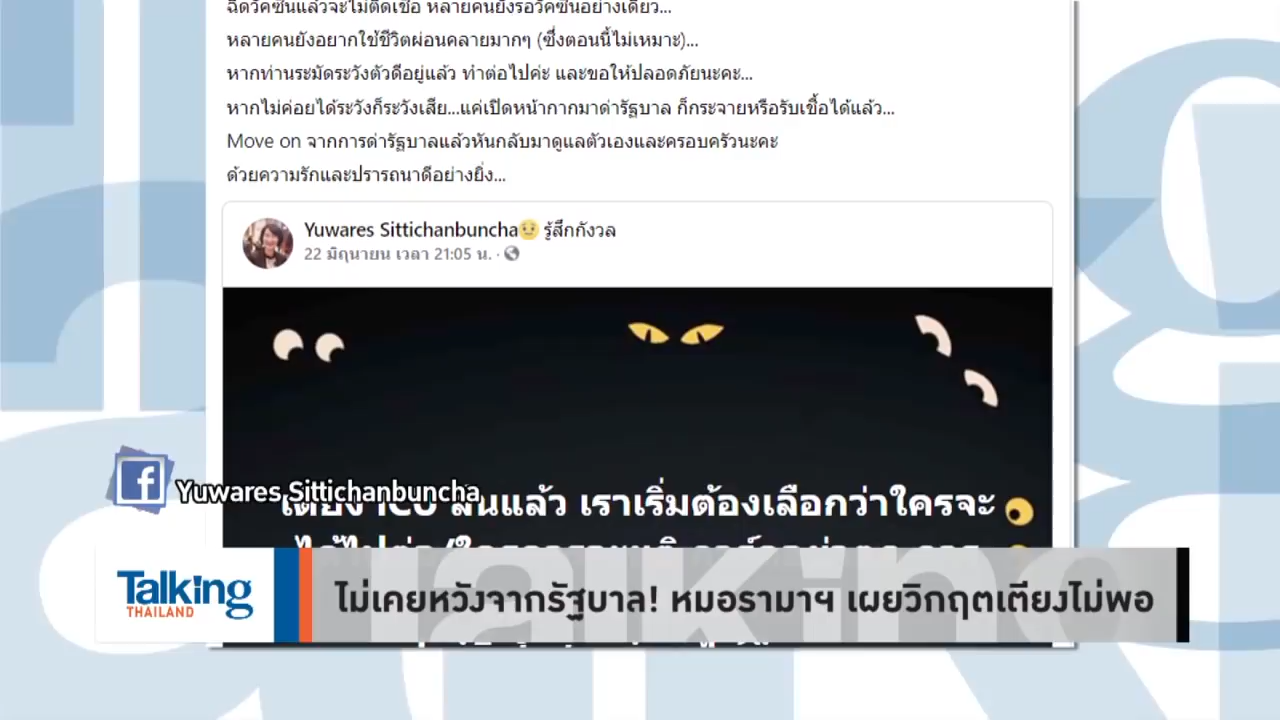 ฉีดวัคซีนแล้วจะไม่ติดเชื้อ หลายคนยังรอวัคซีนอย่างเดียว...
หลายคนยังอยากใช้ชีวิตผ่อนคลายมากๆ (ซึ่งตอนนี้ไม่เหมาะ)...
หากท่านระมัดระวังตัวดีอยู่แล้ว ทำต่อไปค่ะ และขอให้ปลอดภัยนะคะ...
หากไม่ค่อยได้ระวังก็ระวังเสีย...แค่เปิดหน้ากากมาด่ารัฐบาล ก็กระจายหรือรับเชื้อได้แล้ว...
Move on จากการด่ารัฐบาลแล้วหันกลับมาดูแลตัวเองและครอบครัวนะคะ
ด้วยความรักและปรารถนาดีอย่างยิ่ง...
Yuwares Sittichanbuncha รู้สึกกังวล
22 มิถุนายน เวลา 21:05 น.
Yuwares Sittichanbuncha
ล้นแล้ว เราเริ่มต้องเลือกว่าใครจะ
Talking
THAILAND
ไม่เคยหวังจากรัฐบาล! หมอรามาฯ เผยวิกฤตเตียงไม่พอ